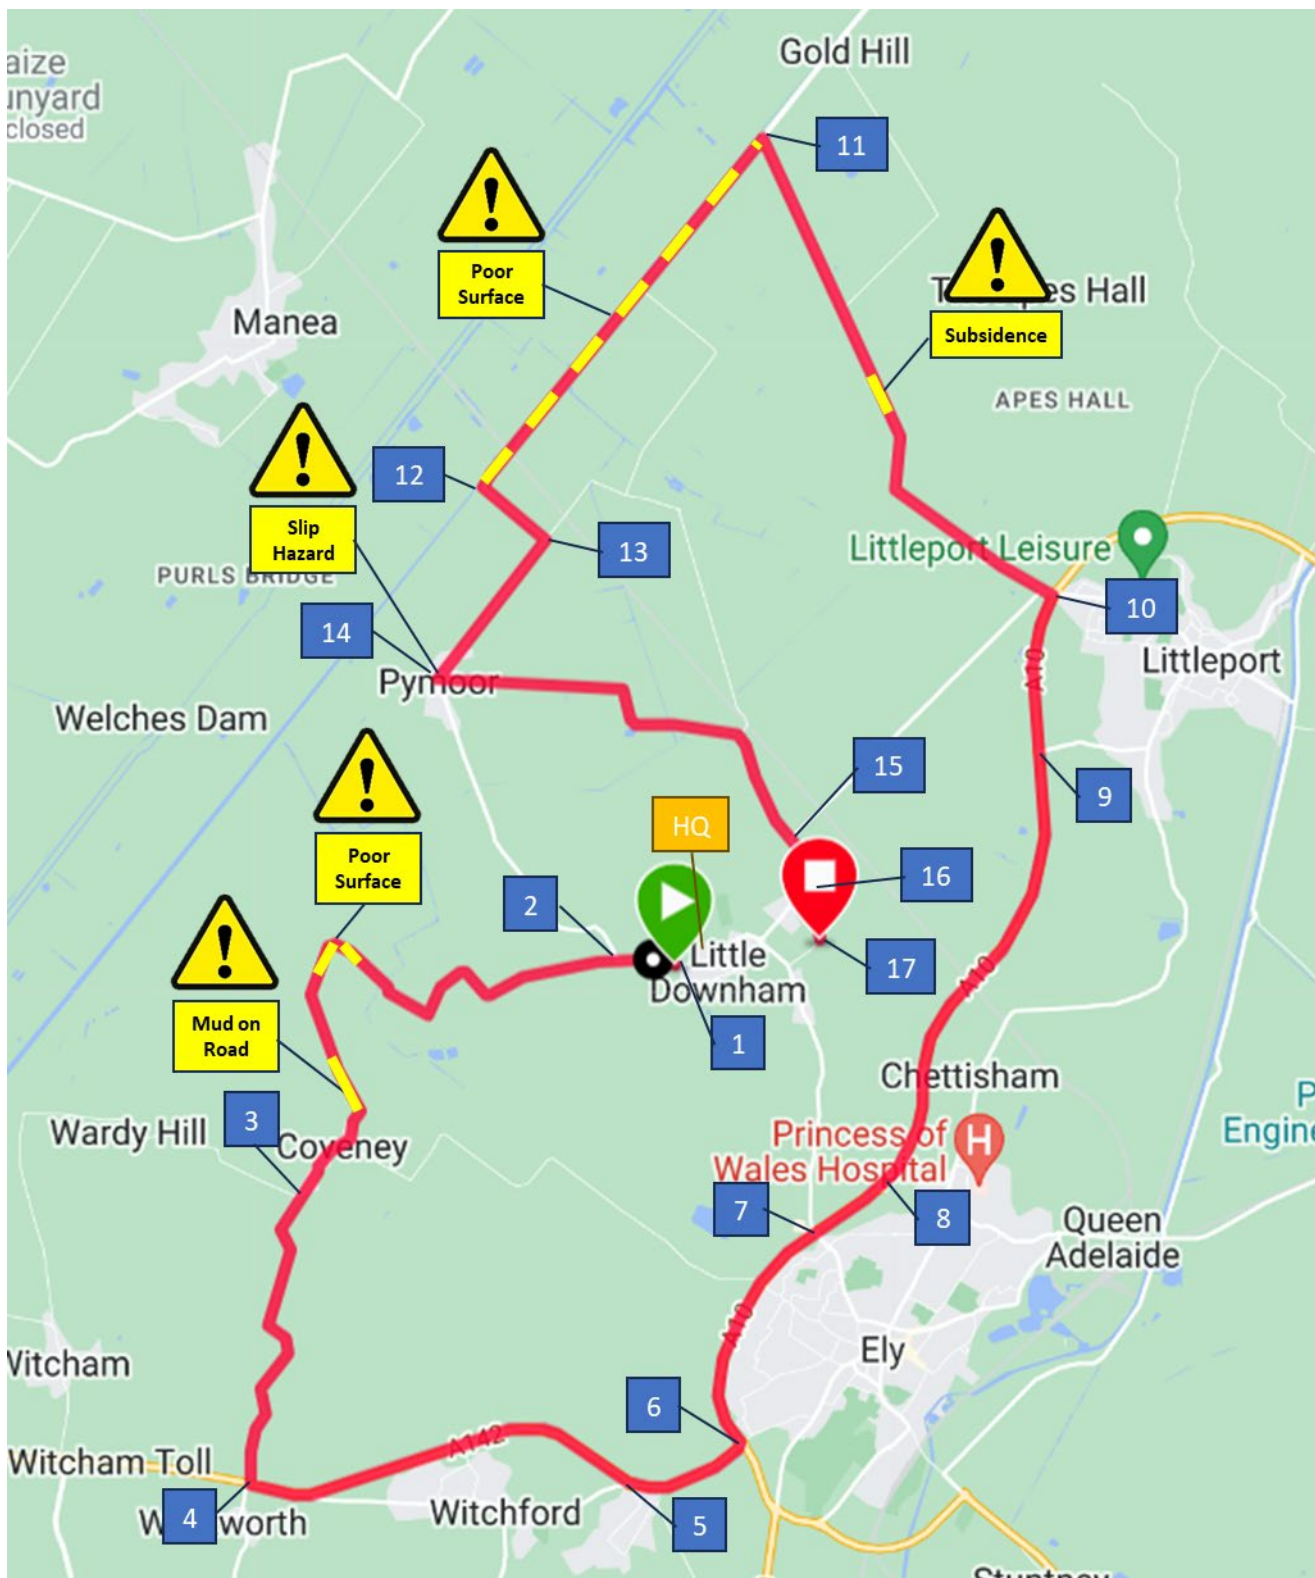 Gold Hill
aize
unyard
closed
11
Poor
Surface
Apes Hall
Subsidence
Manea
APES HALL
12
Slip
Hazard
13
Littleport Leisure
PURLS BRIDGE
10
14
A10
Littleport
Pymoor
Welches Dam
15
9
HQ
Poor
Surface
16
2
Little
Downham
17
A10
Mud on
Road
1
Chettisham
3
Wardy Hill
Coveney
Princess of
Wales Hospital
H
P
Engine
7
8
Queen
Adelaide
A10
Ely
Witcham
6
A142
Witcham Toll
4
W worth
Witchford
5
Stuntney